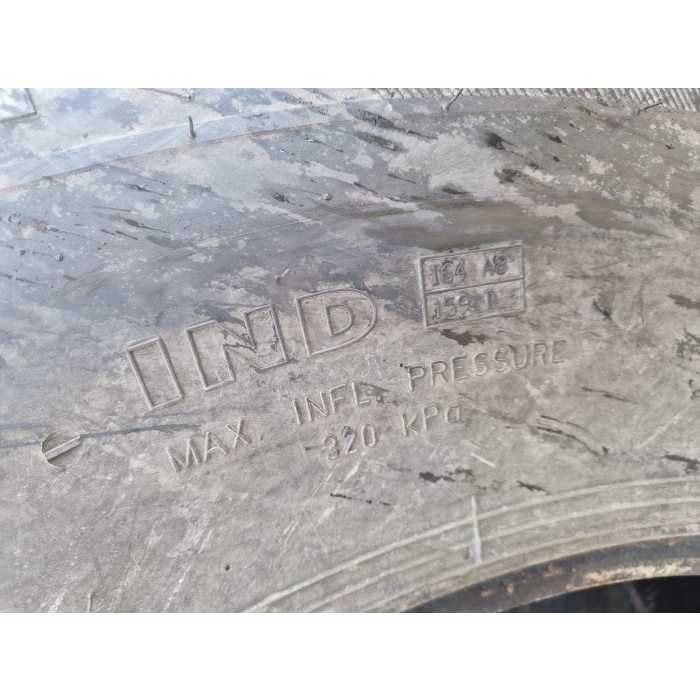 IND
164 A8
159 D
MAX. INFL. PRESSURE
320 kPa